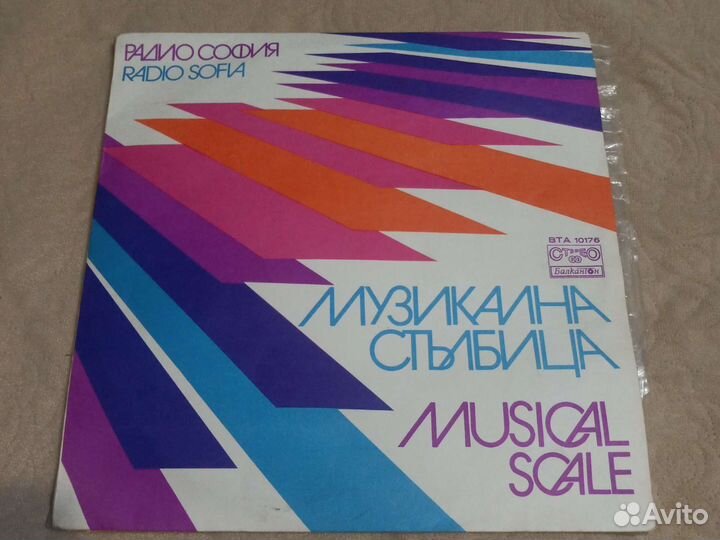 РАДИО СОФИЯ
RADIO SOFIA
ВТА 10176
СТЕРЕО
Балкантон
МУЗИКАЛНА
СТЪЛБИЦА
MUSICAL
SCALE
Avito